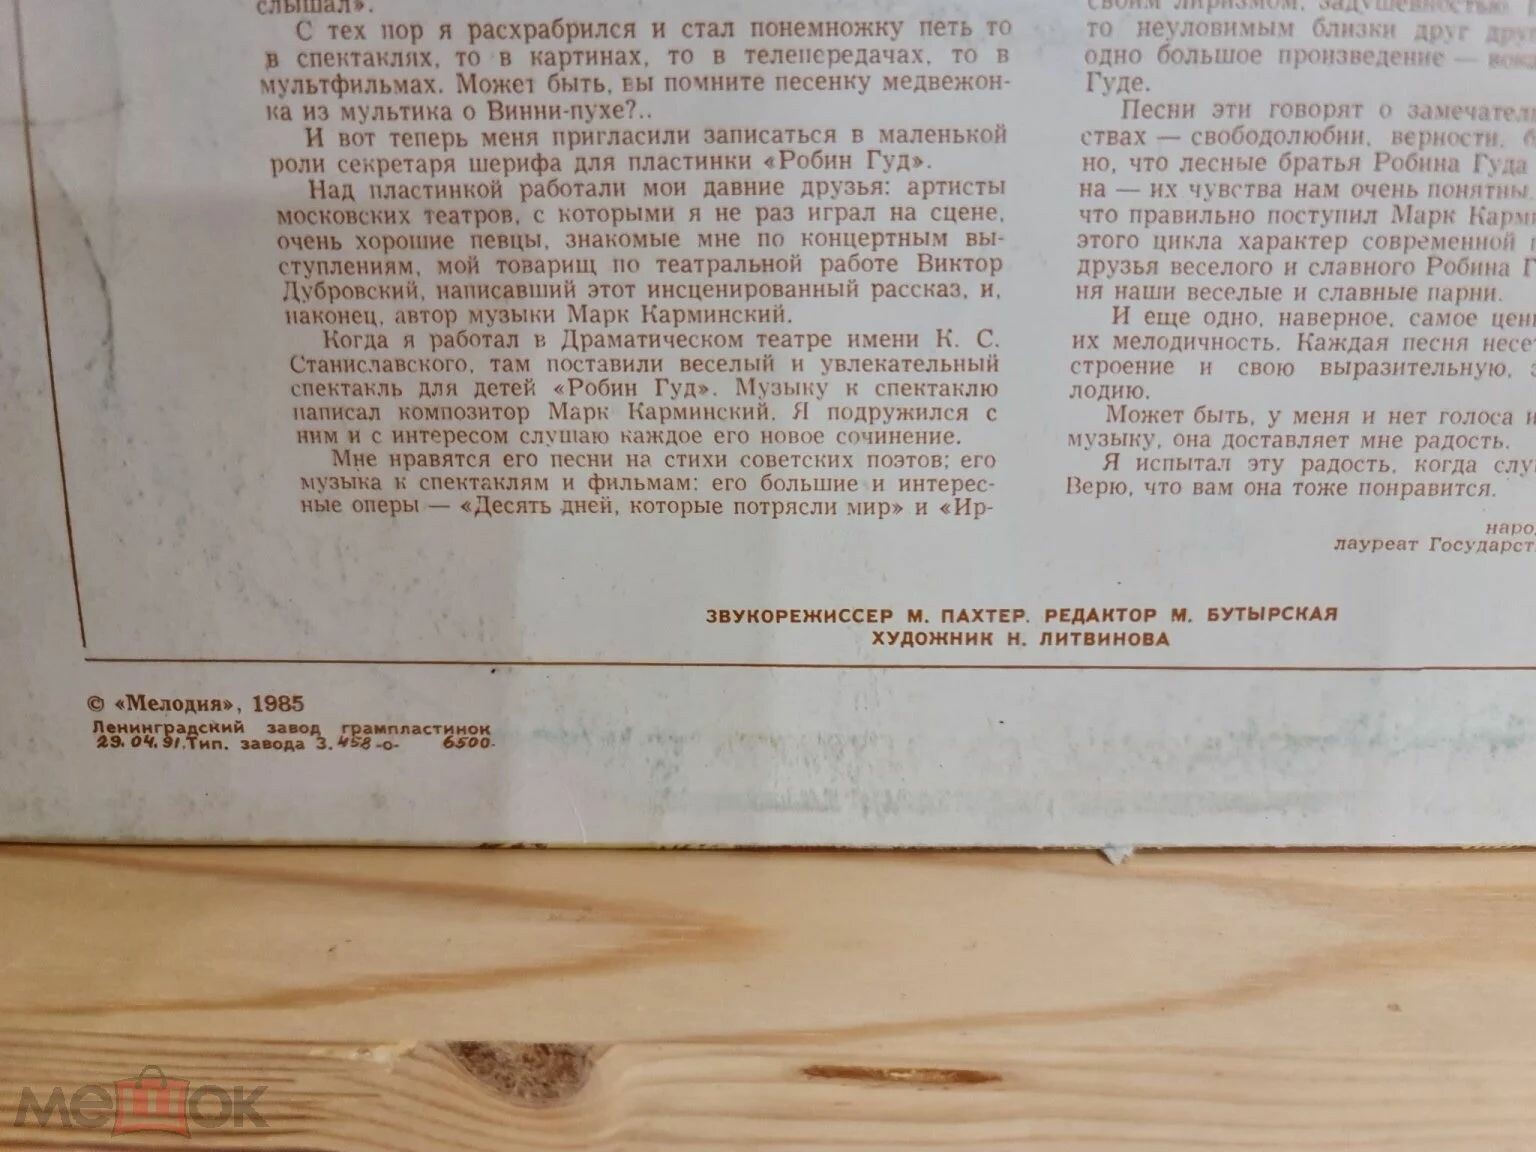 слышал».
С тех пор я расхрабрился и стал понемножку петь то
в спектаклях, то в картинах, то в телепередачах, то в
мультфильмах. Может быть, вы помните песенку медвежон-
ка из мультика о Винни-пухе?..
И вот теперь меня пригласили записаться в маленькой
роли секретаря шерифа для пластинки «Робин Гуд».
Над пластинкой работали мои давние друзья: артисты
московских театров, с которыми я не раз играл на сцене,
очень хорошие певцы, знакомые мне по концертным вы-
ступлениям, мой товарищ по театральной работе Виктор
Дубровский, написавший этот инсценированный рассказ, и,
наконец, автор музыки Марк Карминский.
Когда я работал в Драматическом театре имени К. С.
Станиславского, там поставили веселый и увлекательный
спектакль для детей «Робин Гуд». Музыку к спектаклю
написал композитор Марк Карминский. Я подружился с
ним и с интересом слушаю каждое его новое сочинение.
Мне нравятся его песни на стихи советских поэтов; его
музыка к спектаклям и фильмам; его большие и интерес-
ные оперы — «Десять дней, которые потрясли мир» и «Ир-
своим лиризмом, задушевностью.
то неуловимым близки друг
одно большое произведение —
Гуде.
Песни эти говорят о
ствах — свободолюбии, верности,
но, что лесные братья Робина Гуда
на — их чувства нам очень понятны
что правильно поступил Марк
этого цикла характер современной
друзья веселого и славного Робина
ня наши веселые и славные парни.
И еще одно, наверное, самое
их мелодичность. Каждая песня
строение и свою выразительную,
лодию.
Может быть, у меня и нет голоса
музыку, она доставляет мне радость.
Я испытал эту радость, когда
Верю, что вам она тоже понравится.
лауреат
ЗВУКОРЕЖИССЕР М. ПАХТЕР. РЕДАКТОР М. БУТЫРСКАЯ
ХУДОЖНИК Н. ЛИТВИНОВА
© «Мелодия», 1985
Ленинградский завод грампластинок
29.04.91.Тип. завода З. 458-о- 6500-
мешок